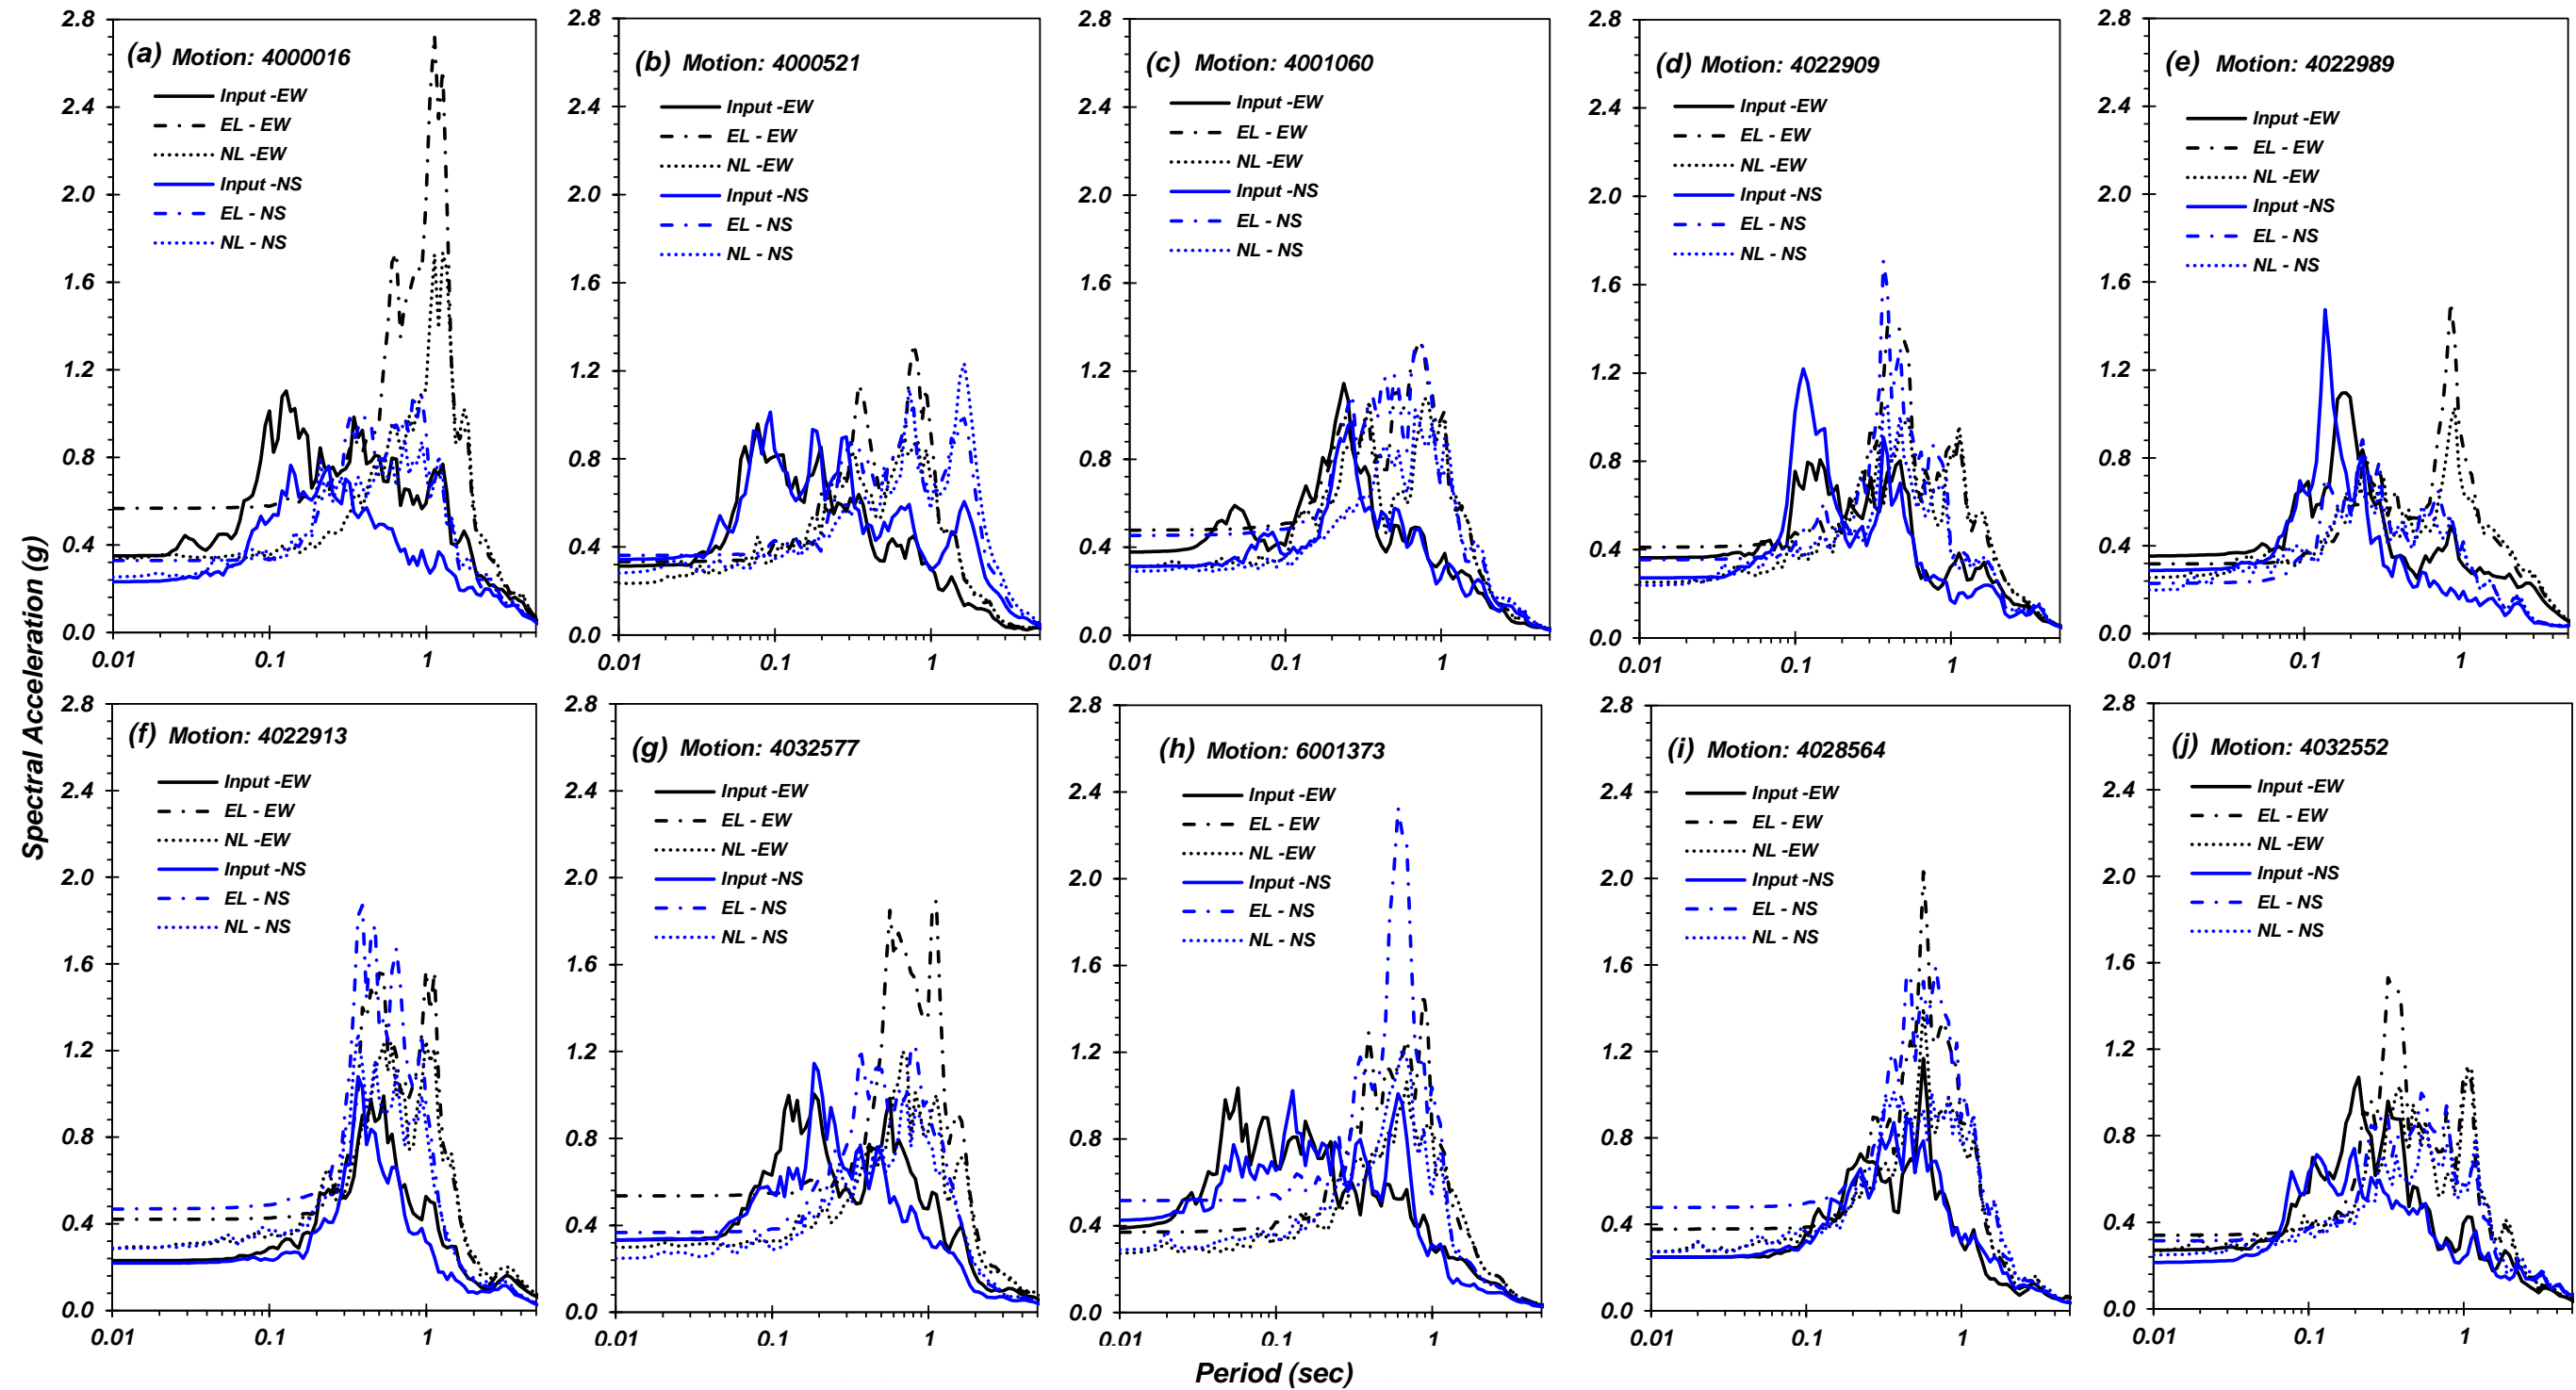 Spectral Acceleration (g)
(a) Motion: 4000016
Input -EW
EL - EW
NL -EW
Input -NS
EL - NS
NL - NS
2.8
2.4
2.0
1.6
1.2
0.8
0.4
0.0
0.01 0.1 1
(b) Motion: 4000521
Input -EW
EL - EW
NL -EW
Input -NS
EL - NS
NL - NS
2.8
2.4
2.0
1.6
1.2
0.8
0.4
0.0
0.01 0.1 1
(c) Motion: 4001060
Input -EW
EL - EW
NL -EW
Input -NS
EL - NS
NL - NS
2.8
2.4
2.0
1.6
1.2
0.8
0.4
0.0
0.01 0.1 1
(d) Motion: 4022909
Input -EW
EL - EW
NL -EW
Input -NS
EL - NS
NL - NS
2.8
2.4
2.0
1.6
1.2
0.8
0.4
0.0
0.01 0.1 1
(e) Motion: 4022989
Input -EW
EL - EW
NL -EW
Input -NS
EL - NS
NL - NS
2.8
2.4
2.0
1.6
1.2
0.8
0.4
0.0
0.01 0.1 1
(f) Motion: 4022913
Input -EW
EL - EW
NL -EW
Input -NS
EL - NS
NL - NS
2.8
2.4
2.0
1.6
1.2
0.8
0.4
0.0
0.01 0.1 1
(g) Motion: 4032577
Input -EW
EL - EW
NL -EW
Input -NS
EL - NS
NL - NS
2.8
2.4
2.0
1.6
1.2
0.8
0.4
0.0
0.01 0.1 1
(h) Motion: 6001373
Input -EW
EL - EW
NL -EW
Input -NS
EL - NS
NL - NS
2.8
2.4
2.0
1.6
1.2
0.8
0.4
0.0
0.01 0.1 1
(i) Motion: 4028564
Input -EW
EL - EW
NL -EW
Input -NS
EL - NS
NL - NS
2.8
2.4
2.0
1.6
1.2
0.8
0.4
0.0
0.01 0.1 1
(j) Motion: 4032552
Input -EW
EL - EW
NL -EW
Input -NS
EL - NS
NL - NS
2.8
2.4
2.0
1.6
1.2
0.8
0.4
0.0
0.01 0.1 1
Period (sec)